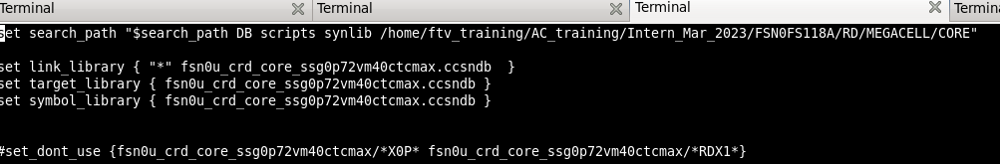 Terminal
Terminal
Terminal
Termin
set search_path "$search_path DB scripts synlib /home/ftv_training/AC_training/Intern_Mar_2023/FSN0FS118A/RD/MEGACELL/CORE"
set link_library { "*" fsn0u_crd_core_ssg0p72vm40ctcmax.ccsndb  }
set target_library { fsn0u_crd_core_ssg0p72vm40ctcmax.ccsndb }
set symbol_library { fsn0u_crd_core_ssg0p72vm40ctcmax.ccsndb }
#set_dont_use {fsn0u_crd_core_ssg0p72vm40ctcmax/*X0P* fsn0u_crd_core_ssg0p72vm40ctcmax/*RDX1*}